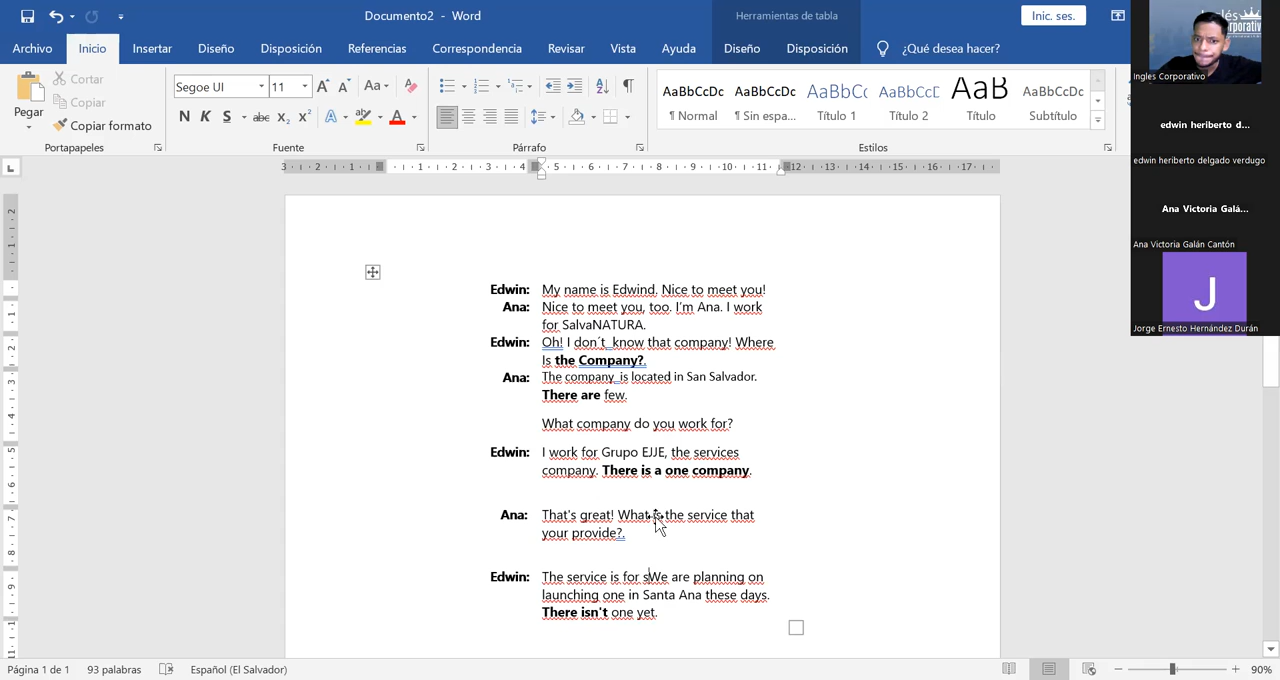 Documento2 - Word
Herramientas de tabla
Inic. ses.
Archivo
Inicio
Insertar
Diseño
Disposición
Referencias
Correspondencia
Revisar
Vista
Ayuda
Diseño
Disposición
¿Qué desea hacer?
Ingles Corporativo
Pegar
Cortar
Copiar
Copiar formato
Portapapeles
Segoe UI
11
N K S abc x₂ x²
Fuente
Párrafo
AaBbCcDc
¶ Normal
AaBbCcDc
¶ Sin espa...
AaBbCc
Título 1
AaBbCcD
Título 2
AaB
Título
AaBbCcDc
Subtítulo
Estilos
edwin heriberto d...
edwin heriberto delgado verdugo
Ana Victoria Galá...
Ana Victoria Galán Cantón
J
Jorge Ernesto Hernández Durán
Edwin: My name is Edwind. Nice to meet you!
Ana: Nice to meet you, too. I'm Ana. I work
for SalvaNATURA.
Edwin: Oh! I don´t know that company! Where
Is the Company?.
Ana: The company is located in San Salvador.
There are few.
What company do you work for?
Edwin: I work for Grupo EJJE, the services
company. There is a one company.
Ana: That's great! What is the service that
your provide?.
Edwin: The service is for sWe are planning on
launching one in Santa Ana these days.
There isn't one yet.
Página 1 de 1
93 palabras
Español (El Salvador)
90%